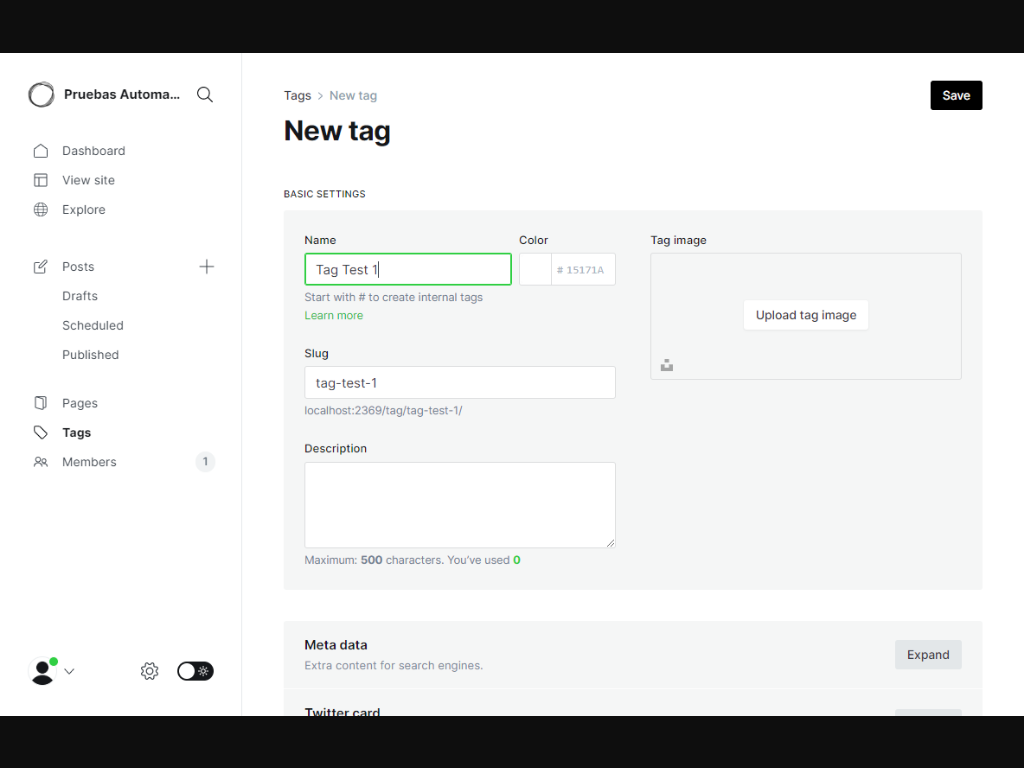 Pruebas Automa...
Dashboard
View site
Explore
Posts
Drafts
Scheduled
Published
Pages
Tags
Members
1
Tags > New tag
Save
New tag
BASIC SETTINGS
Name
Color
Tag image
Tag Test 1
# 15171A
Start with # to create internal tags
Learn more
Upload tag image
Slug
tag-test-1
localhost:2369/tag/tag-test-1/
Description
Maximum: 500 characters. You've used 0
Meta data
Extra content for search engines.
Expand
Twitter card